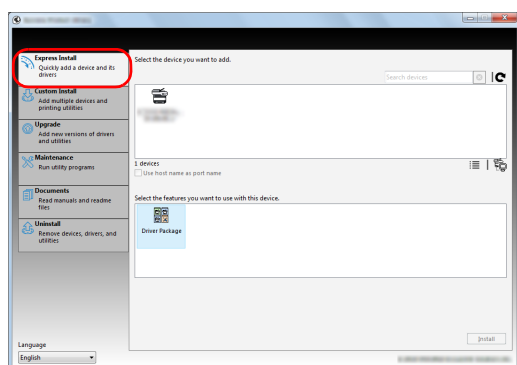 Express Install
Quickly add a device and its
drivers
Custom Install
Add multiple devices and
printing utilities
Upgrade
Add new versions of drivers
and utilities
Maintenance
Run utility programs
Documents
Read manuals and readme
files
Uninstall
Remove devices, drivers, and
utilities
Language
English
Select the device you want to add.
Search devices
1 devices
Use host name as port name
Select the features you want to use with this device.
Driver Package
Install